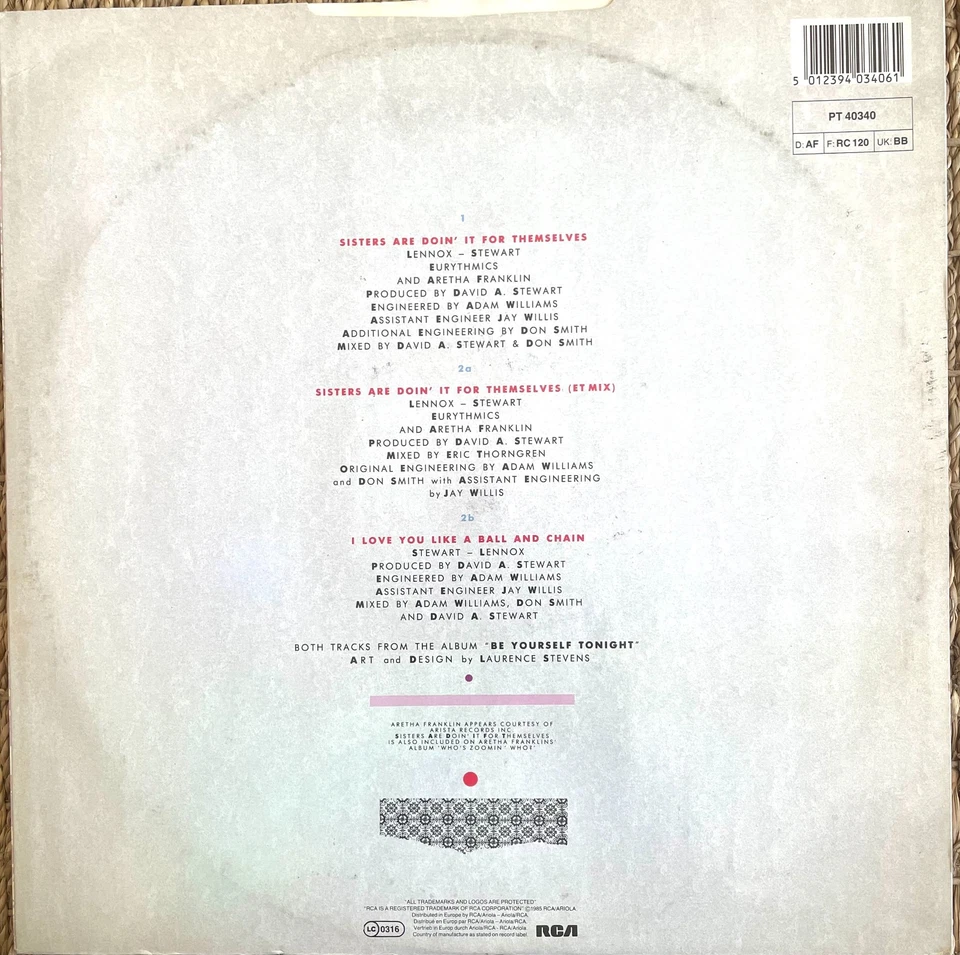 5 012394 034061
PT 40340
D: AF F: RC 120 UK: BB
1
SISTERS ARE DOIN' IT FOR THEMSELVES
LENNOX – STEWART
EURYTHMICS
AND ARETHA FRANKLIN
PRODUCED BY DAVID A. STEWART
ENGINEERED BY ADAM WILLIAMS
ASSISTANT ENGINEER JAY WILLIS
ADDITIONAL ENGINEERING BY DON SMITH
MIXED BY DAVID A. STEWART & DON SMITH
2a
SISTERS ARE DOIN' IT FOR THEMSELVES (ET MIX)
LENNOX – STEWART
EURYTHMICS
AND ARETHA FRANKLIN
PRODUCED BY DAVID A. STEWART
MIXED BY ERIC THORNGREN
ORIGINAL ENGINEERING BY ADAM WILLIAMS
and DON SMITH with ASSISTANT ENGINEERING
by JAY WILLIS
2b
I LOVE YOU LIKE A BALL AND CHAIN
STEWART – LENNOX
PRODUCED BY DAVID A. STEWART
ENGINEERED BY ADAM WILLIAMS
ASSISTANT ENGINEER JAY WILLIS
MIXED BY ADAM WILLIAMS, DON SMITH
AND DAVID A. STEWART
BOTH TRACKS FROM THE ALBUM "BE YOURSELF TONIGHT"
ART and DESIGN by LAURENCE STEVENS
ARETHA FRANKLIN APPEARS COURTESY OF
ARISTA RECORDS INC.
SISTERS ARE DOIN' IT FOR THEMSELVES
IS ALSO INCLUDED ON ARETHA FRANKLINS'
ALBUM 'WHO'S ZOOMIN' WHO?'
"ALL TRADEMARKS AND LOGOS ARE PROTECTED"
"RCA IS A REGISTERED TRADEMARK OF RCA CORPORATION" ©1985 RCA/ARIOLA
Distributed in Europe by RCA/Ariola – Ariola/RCA.
Distribué en Europe par RCA/Ariola – Ariola/RCA.
Vertrieb in Europa durch Ariola/RCA - RCA/Ariola
Country of manufacture as stated on record label.
LC 0316
RCA